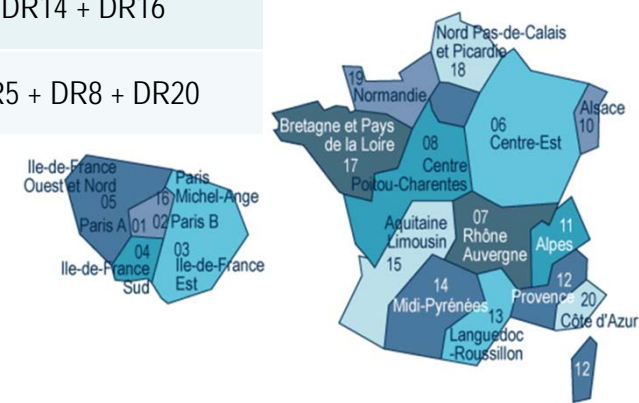 DR14 + DR16
R5 + DR8 + DR20
Ile-de-France
Ouest et Nord
05
Paris
Michel-Ange
16
Paris A
01
02
Paris B
04
Ile-de-France
Sud
03
Ile-de-France
Est
Nord Pas-de-Calais
et Picardie
18
19
Normandie
Alsace
10
Bretagne et Pays
de la Loire
17
06
Centre-Est
08
Centre
Poitou-Charentes
Aquitaine
Limousin
15
07
Rhône
Auvergne
11
Alpes
14
Midi-Pyrénées
12
Provence
20
Côte d'Azur
13
Languedoc
-Roussillon
12